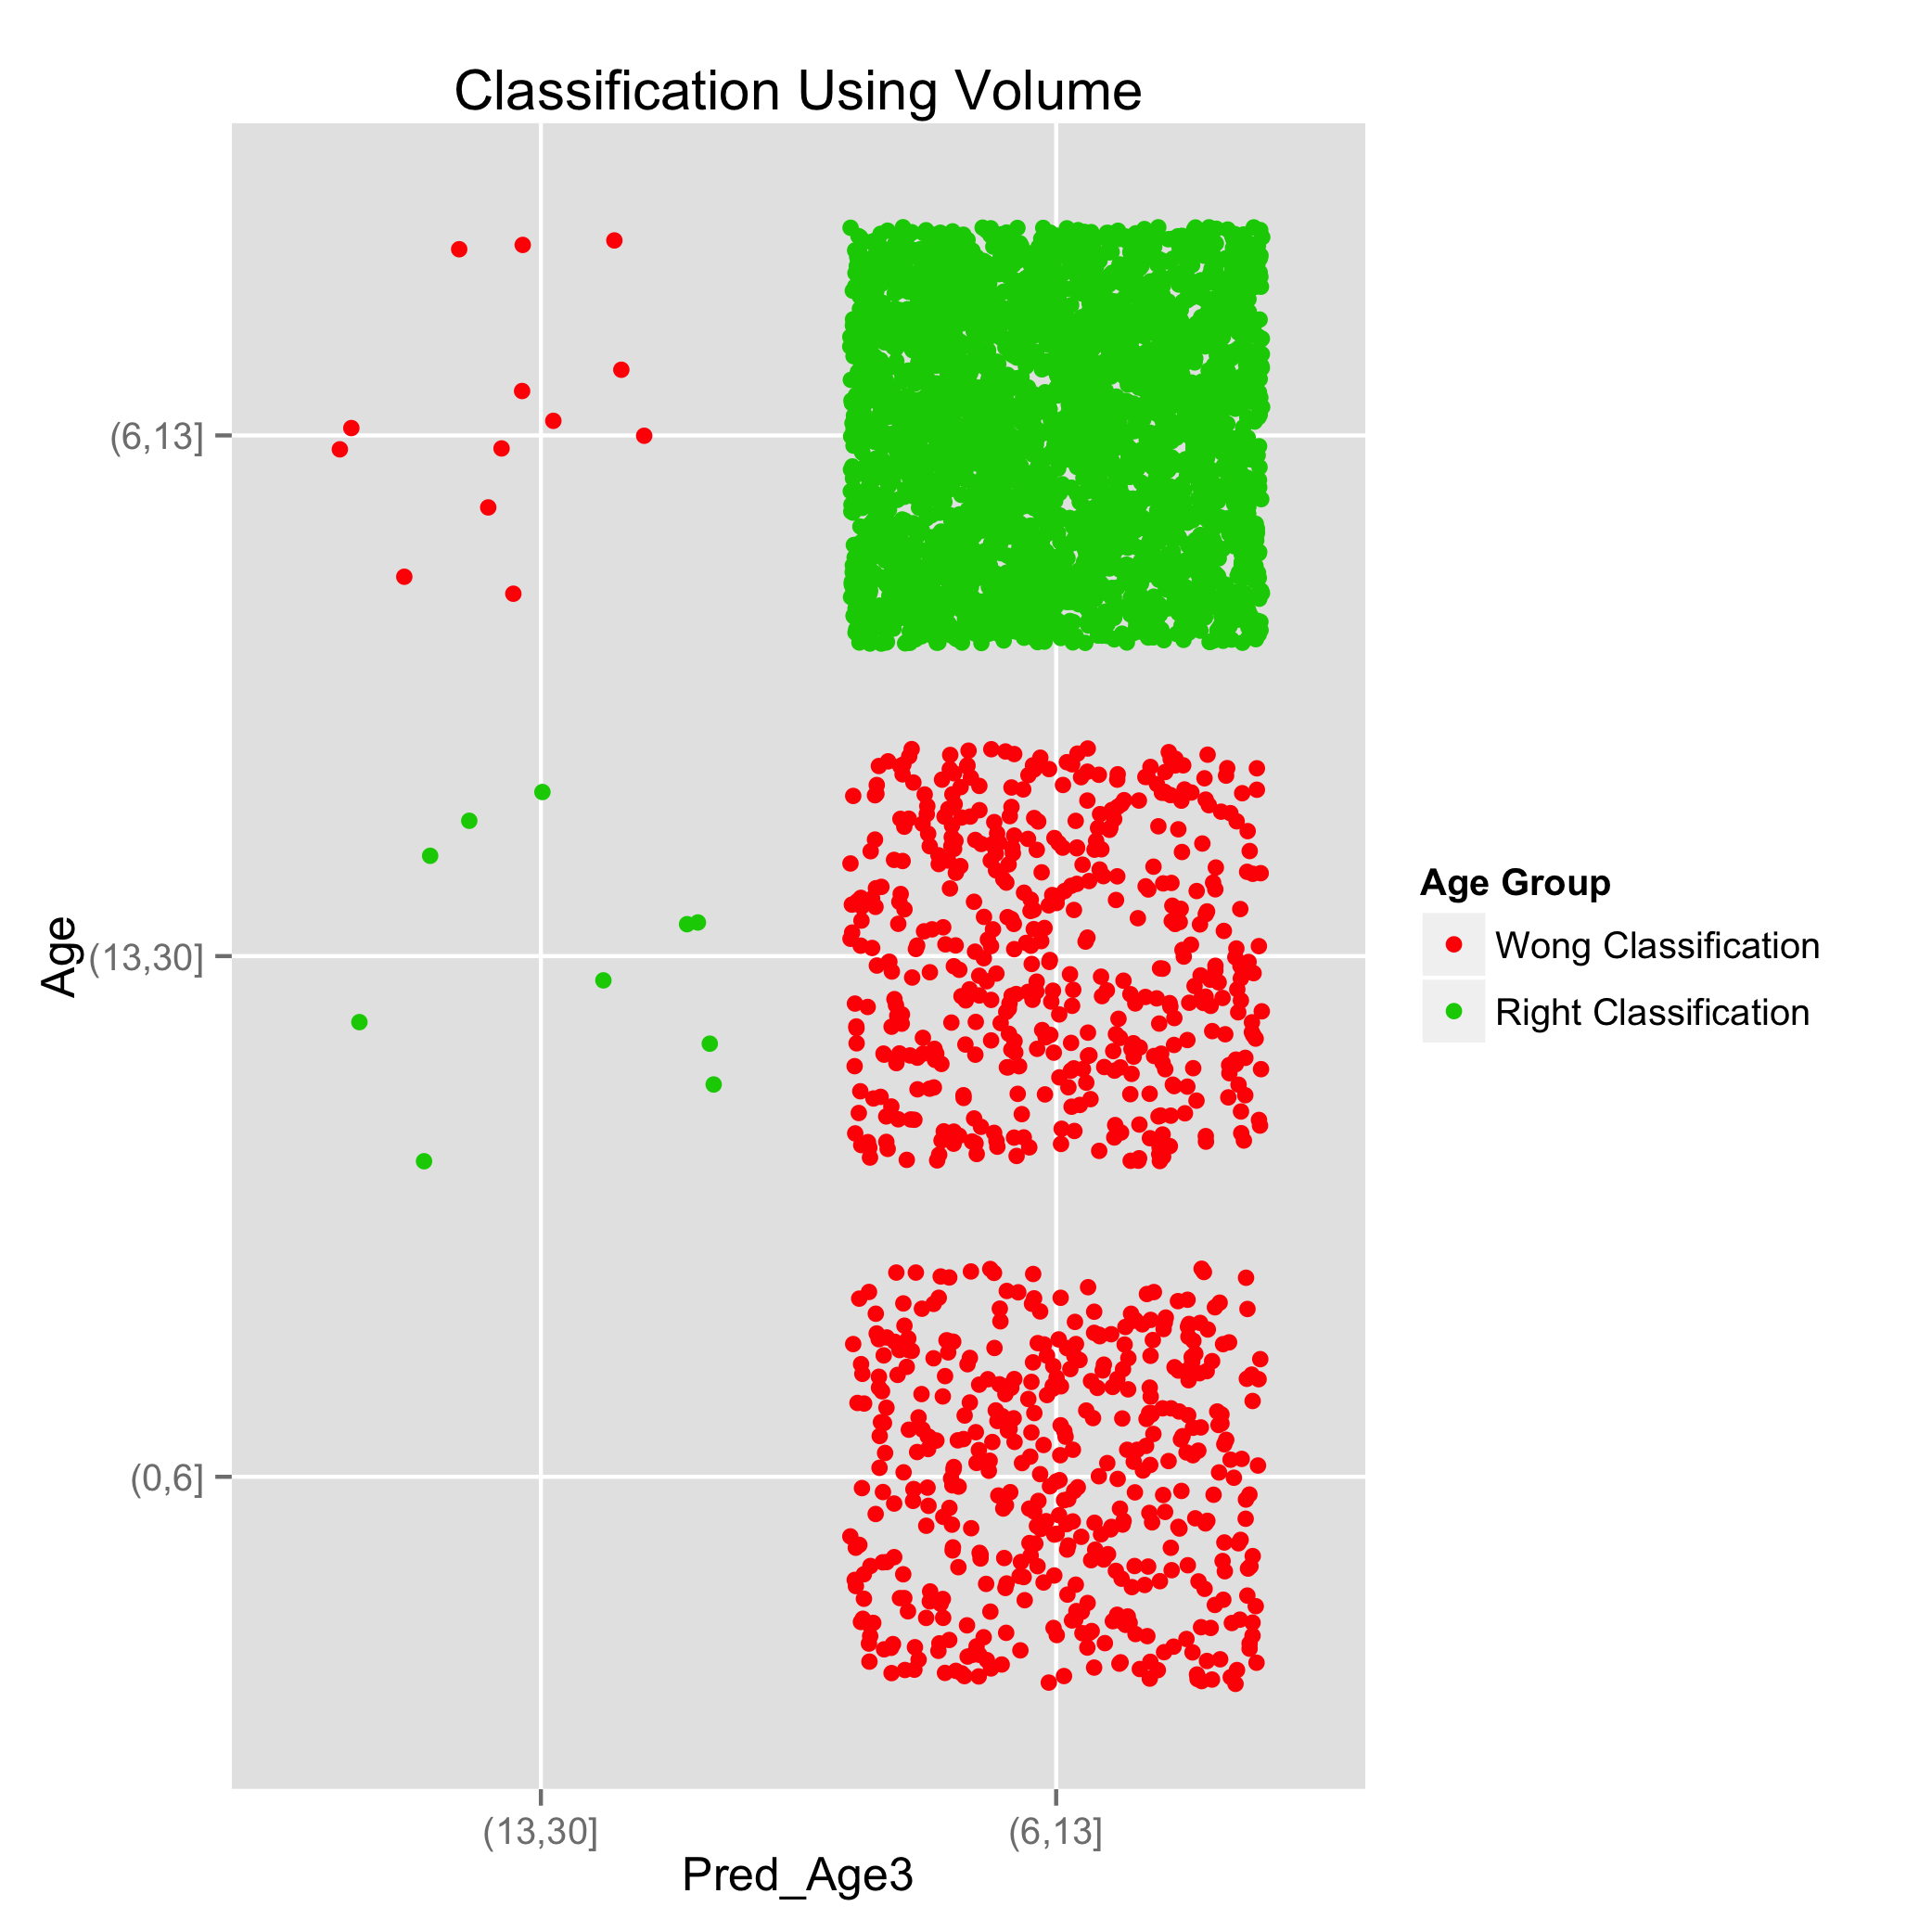 Classification Using Volume
(6,13]
(13,30]
(0,6]
Age
(13,30]
(6,13]
Pred_Age3
Age Group
Wong Classification
Right Classification